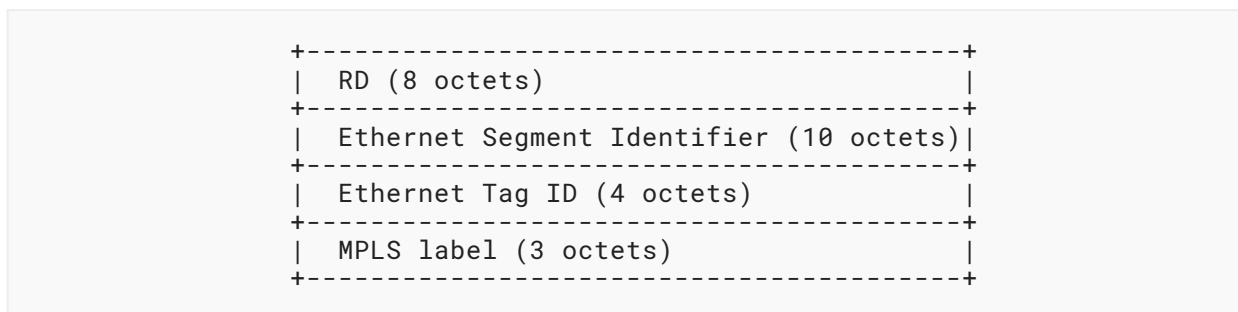 +---------------------------------------+
|  RD (8 octets)                        |
+---------------------------------------+
|  Ethernet Segment Identifier (10 octets)|
+---------------------------------------+
|  Ethernet Tag ID (4 octets)           |
+---------------------------------------+
|  MPLS label (3 octets)                |
+---------------------------------------+